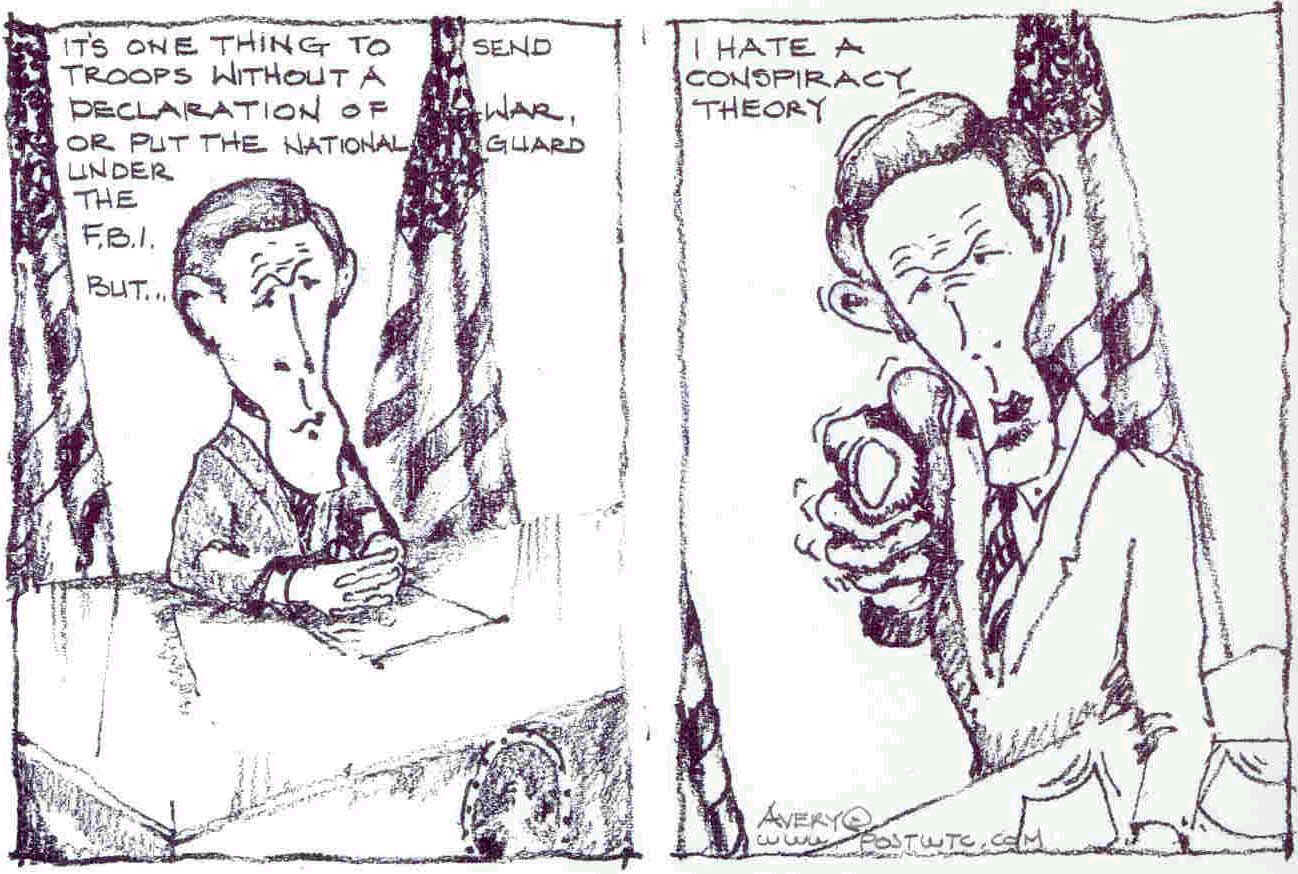 IT'S ONE THING TO SEND
TROOPS WITHOUT A
DECLARATION OF WAR,
OR PUT THE NATIONAL GUARD
UNDER
THE
F.B.I.
BUT...
I HATE A
CONSPIRACY
THEORY
AVERY©
WWW POSTWTC.COM